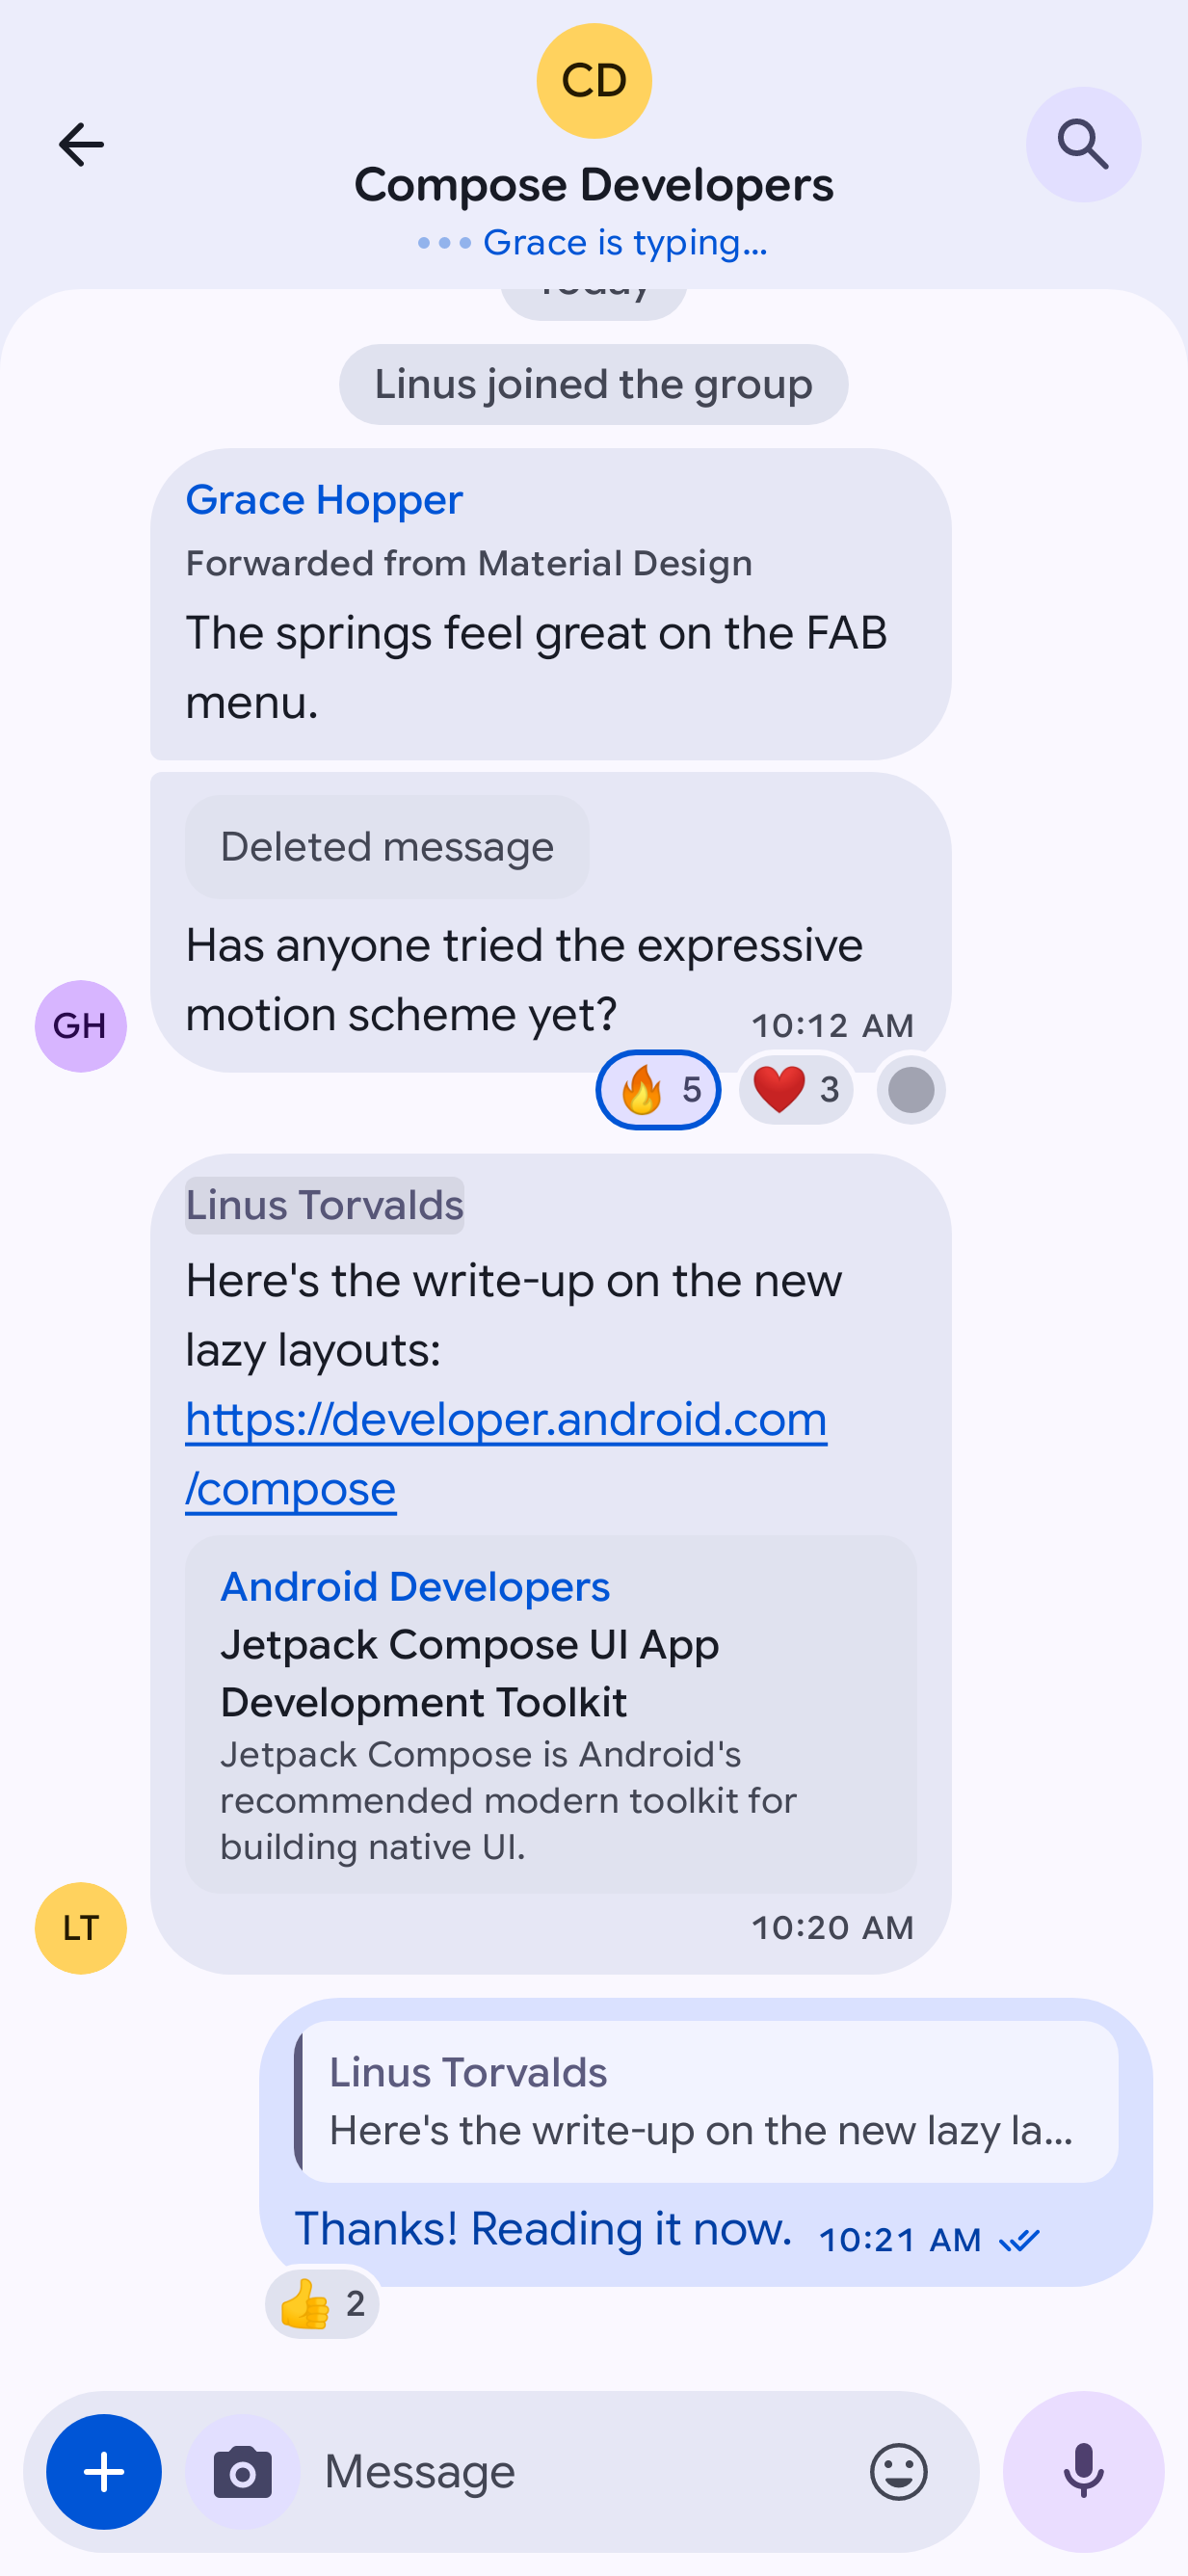 CD
Compose Developers
Grace is typing...
Today
Linus joined the group
Grace Hopper
Forwarded from Material Design
The springs feel great on the FAB
menu.
Deleted message
Has anyone tried the expressive
motion scheme yet?
10:12 AM
GH
🔥 5
❤️ 3
Linus Torvalds
Here's the write-up on the new
lazy layouts:
https://developer.android.com
/compose
Android Developers
Jetpack Compose UI App
Development Toolkit
Jetpack Compose is Android's
recommended modern toolkit for
building native UI.
LT
10:20 AM
Linus Torvalds
Here's the write-up on the new lazy la...
Thanks! Reading it now. 10:21 AM
👍 2
Message